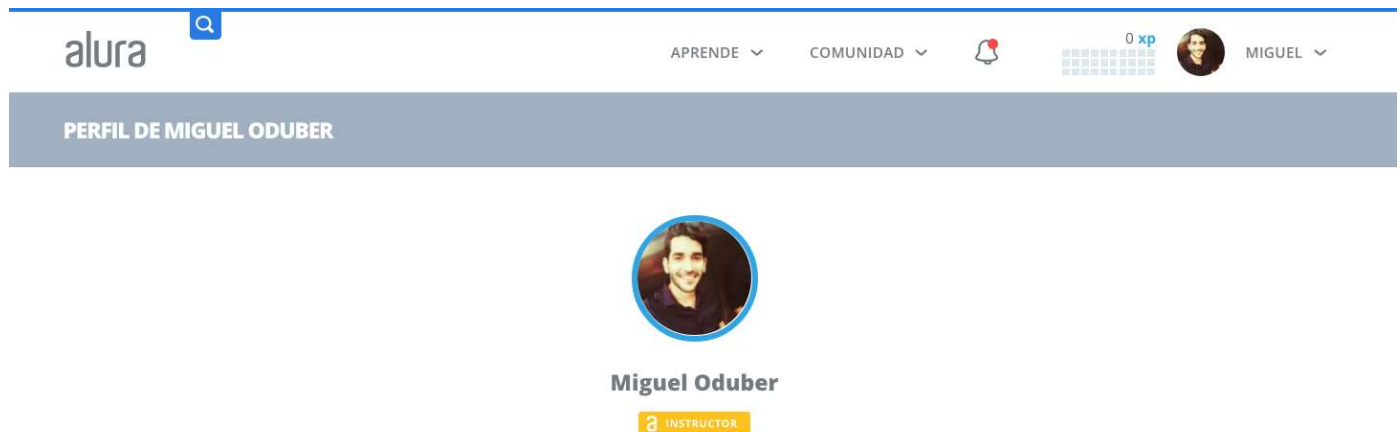 alura
APRENDE
COMUNIDAD
0 xp
MIGUEL
PERFIL DE MIGUEL ODUBER
Miguel Oduber
a INSTRUCTOR